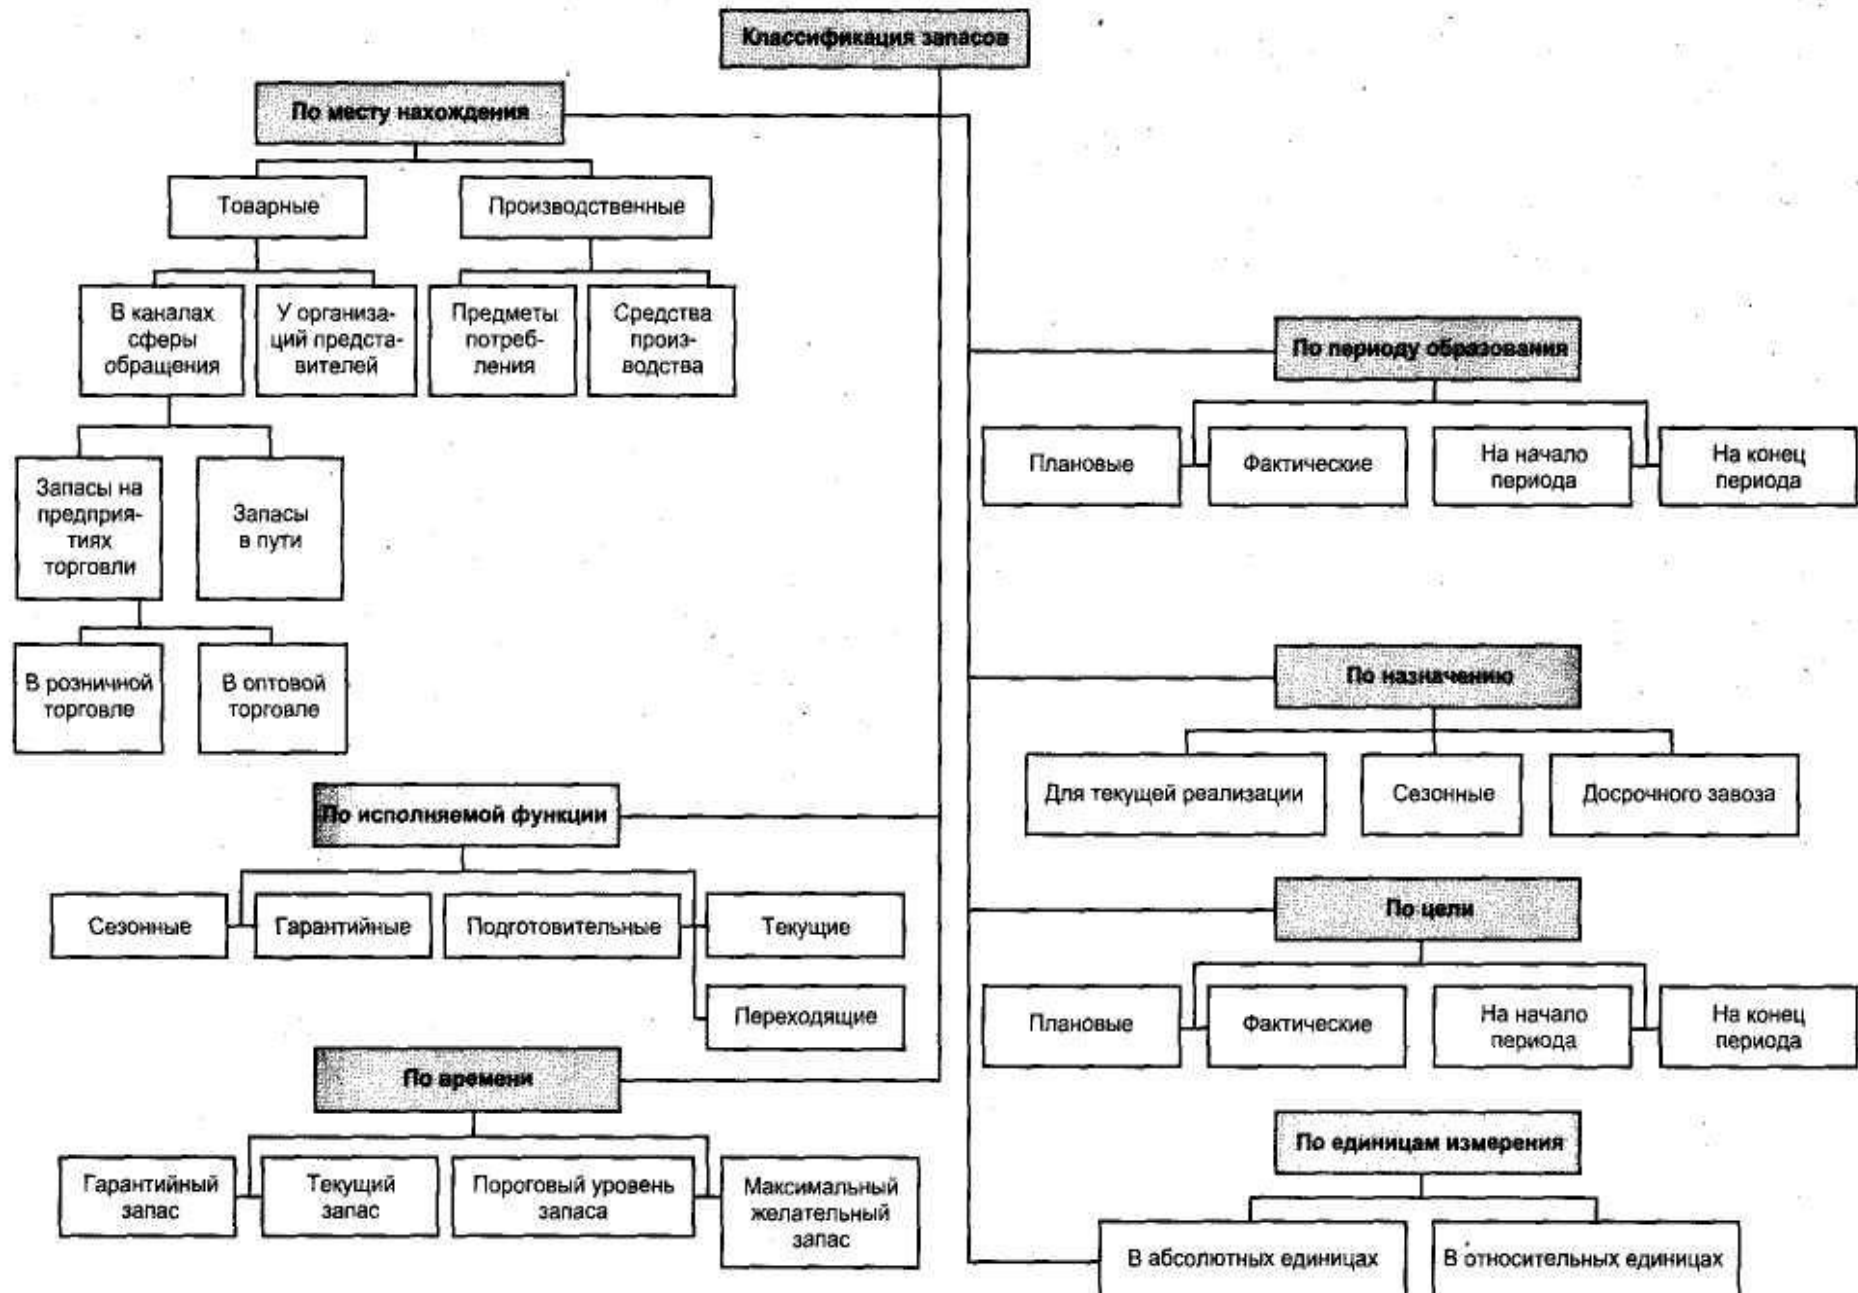 Классификация запасов
По месту нахождения
Товарные
Производственные
В каналах
сферы
обращения
У организа-
ций предста-
вителей
Предметы
потреб-
ления
Средства
произ-
водства
Запасы на
предприя-
тиях
торговли
Запасы
в пути
В розничной
торговле
В оптовой
торговле
По исполняемой функции
Сезонные
Гарантийные
Подготовительные
Текущие
Переходящие
По времени
Гарантийный
запас
Текущий
запас
Пороговый уровень
запаса
Максимальный
желательный
запас
По периоду образования
Плановые
Фактические
На начало
периода
На конец
периода
По назначению
Для текущей реализации
Сезонные
Досрочного завоза
По цели
Плановые
Фактические
На начало
периода
На конец
периода
По единицам измерения
В абсолютных единицах
В относительных единицах